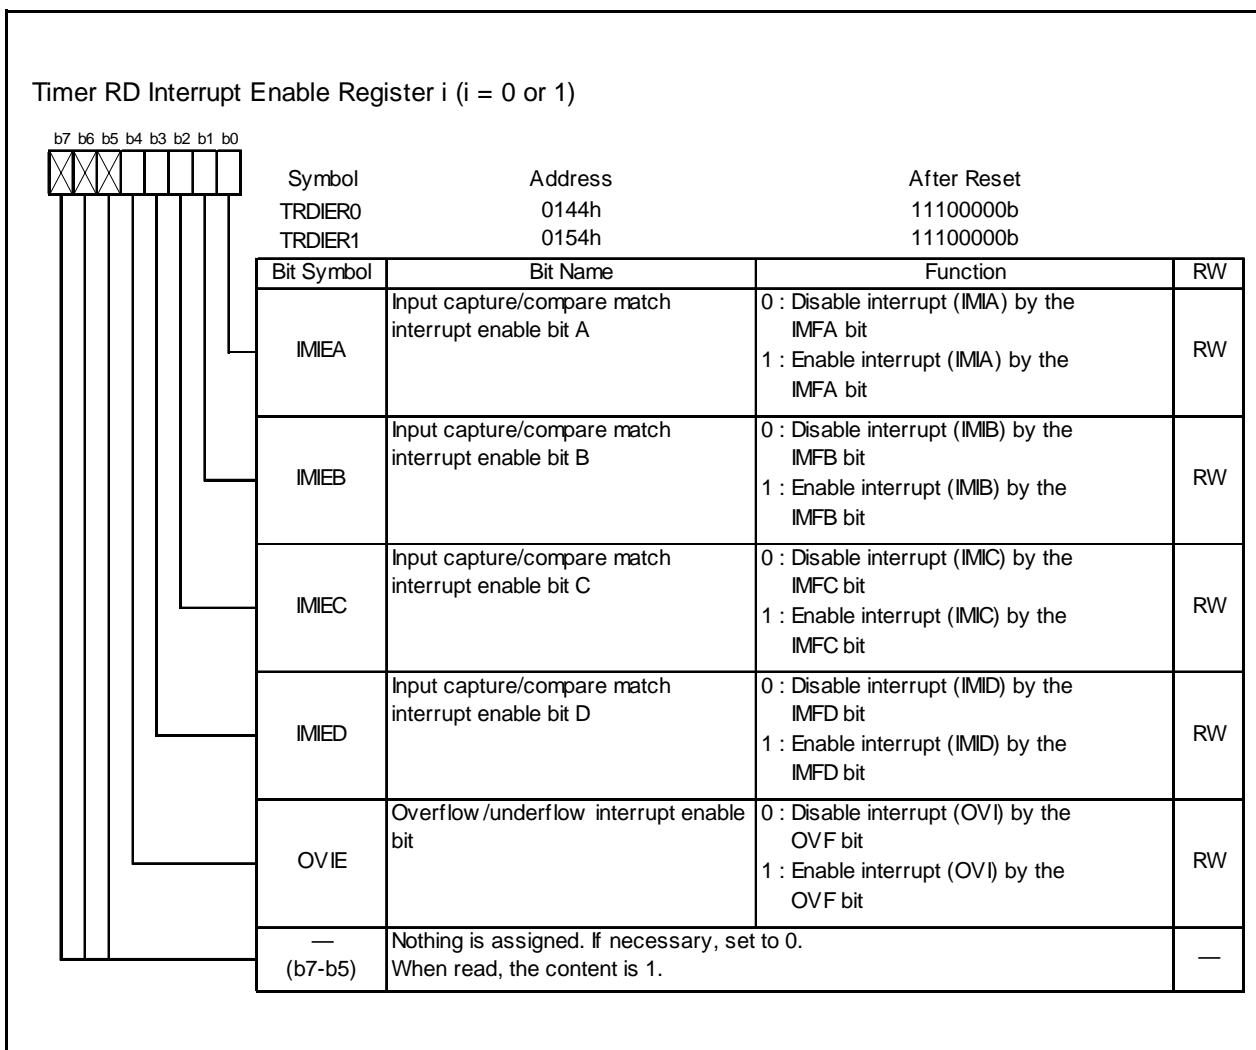 Timer RD Interrupt Enable Register i (i = 0 or 1)
b7 b6 b5 b4 b3 b2 b1 b0
Symbol Address After Reset
TRDIER0 0144h 11100000b
TRDIER1 0154h 11100000b
Bit Symbol Bit Name Function RW
IMIEA
Input capture/compare match
interrupt enable bit A
0 : Disable interrupt (IMIA) by the
IMFA bit
1 : Enable interrupt (IMIA) by the
IMFA bit
RW
IMIEB
Input capture/compare match
interrupt enable bit B
0 : Disable interrupt (IMIB) by the
IMFB bit
1 : Enable interrupt (IMIB) by the
IMFB bit
RW
IMIEC
Input capture/compare match
interrupt enable bit C
0 : Disable interrupt (IMIC) by the
IMFC bit
1 : Enable interrupt (IMIC) by the
IMFC bit
RW
IMIED
Input capture/compare match
interrupt enable bit D
0 : Disable interrupt (IMID) by the
IMFD bit
1 : Enable interrupt (IMID) by the
IMFD bit
RW
OVIE
Overflow/underflow interrupt enable
bit
0 : Disable interrupt (OVI) by the
OVF bit
1 : Enable interrupt (OVI) by the
OVF bit
RW
—
(b7-b5)
Nothing is assigned. If necessary, set to 0.
When read, the content is 1.
—